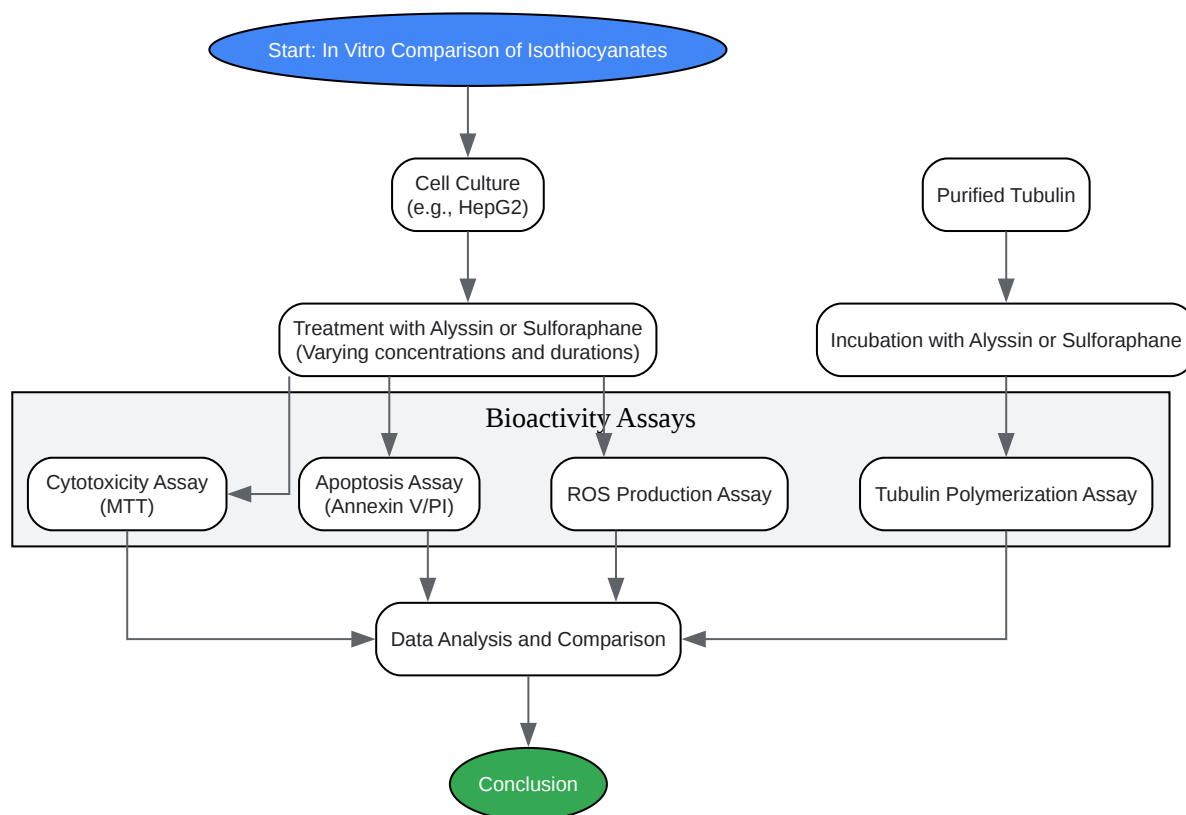 Start: In Vitro Comparison of Isothiocyanates
Cell Culture
(e.g., HepG2)
Purified Tubulin
Treatment with Alyssin or Sulforaphane
(Varying concentrations and durations)
Incubation with Alyssin or Sulforaphane
Bioactivity Assays
Cytotoxicity Assay
(MTT)
Apoptosis Assay
(Annexin V/PI)
ROS Production Assay
Tubulin Polymerization Assay
Data Analysis and Comparison
Conclusion